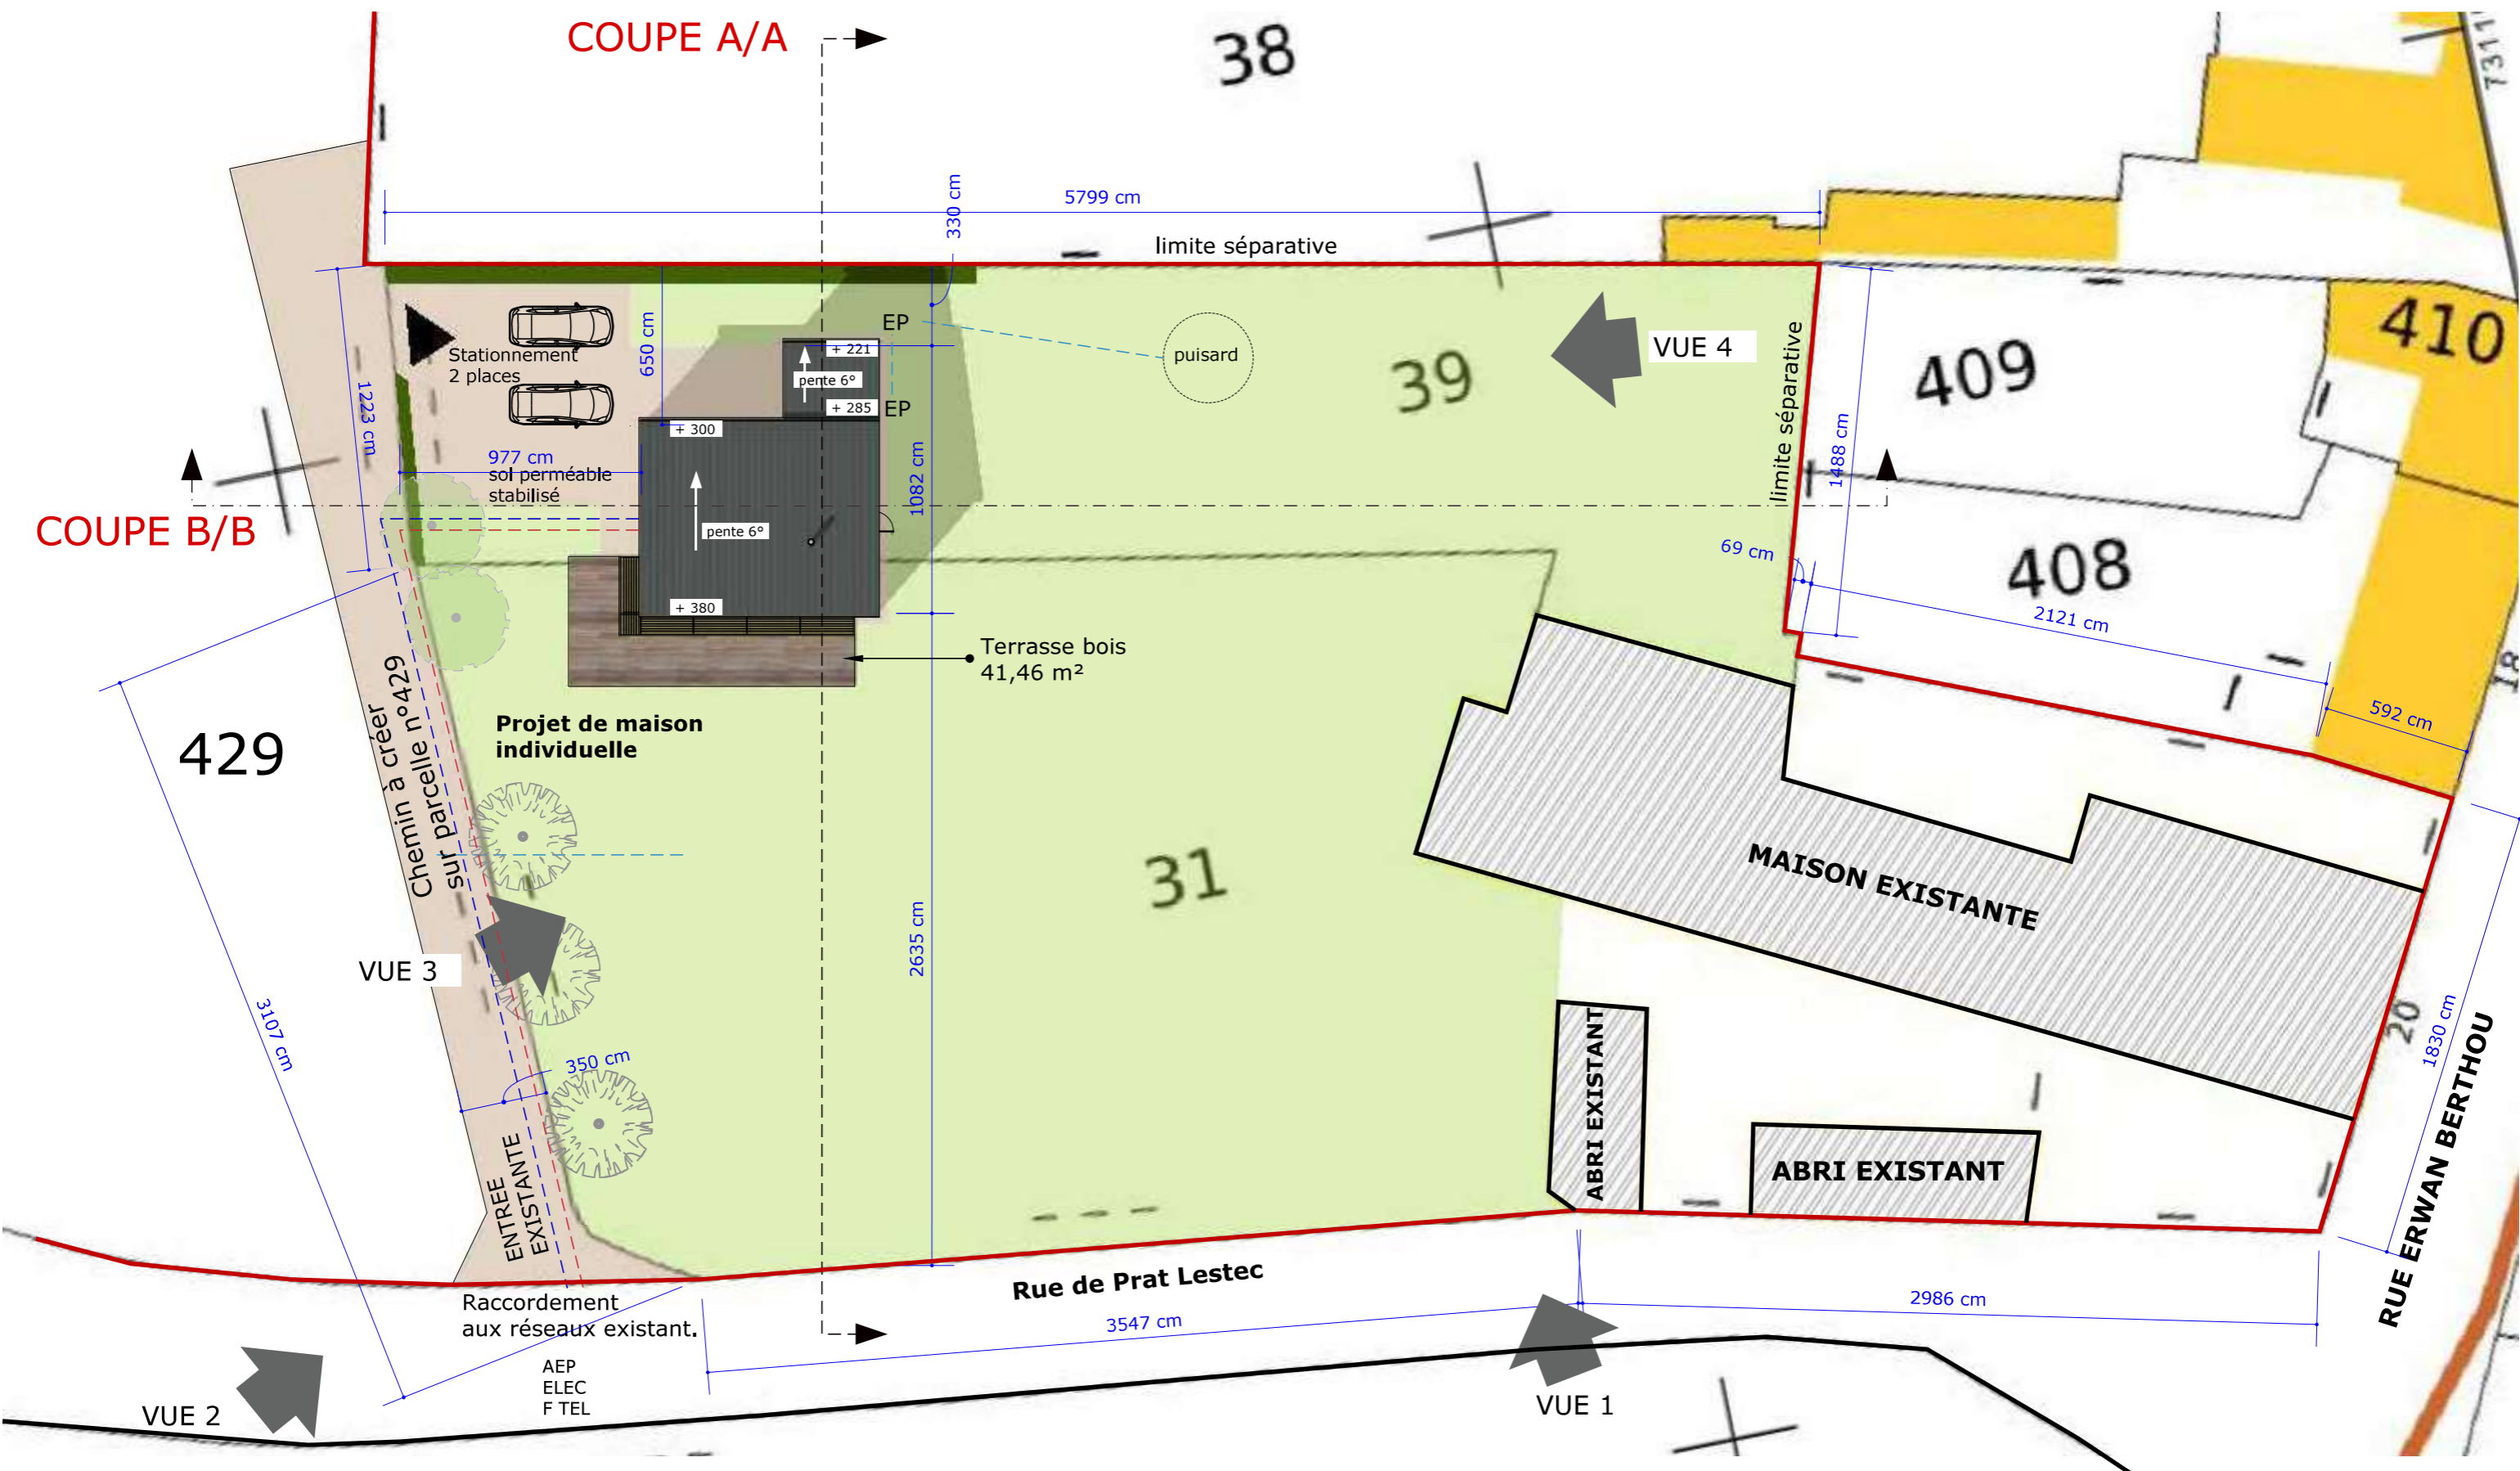 COUPE A/A
38
7311
330 cm
5799 cm
limite séparative
410
EP
VUE 4
puisard
409
39
+ 221
pente 6°
+ 285
EP
Stationnement
2 places
650 cm
1223 cm
limite séparative
1488 cm
+ 300
977 cm
sol perméable
stabilisé
1082 cm
COUPE B/B
pente 6°
69 cm
408
+ 380
2121 cm
Terrasse bois
41,46 m²
18
592 cm
Projet de maison
individuelle
429
Chemin à créer
sur parcelle n°429
31
MAISON EXISTANTE
2635 cm
VUE 3
3107 cm
350 cm
ABRI EXISTANT
20
1830 cm
ENTREE
EXISTANTE
ABRI EXISTANT
RUE ERWAN BERTHOU
Rue de Prat Lestec
Raccordement
aux réseaux existant.
3547 cm
2986 cm
AEP
ELEC
F TEL
VUE 2
VUE 1